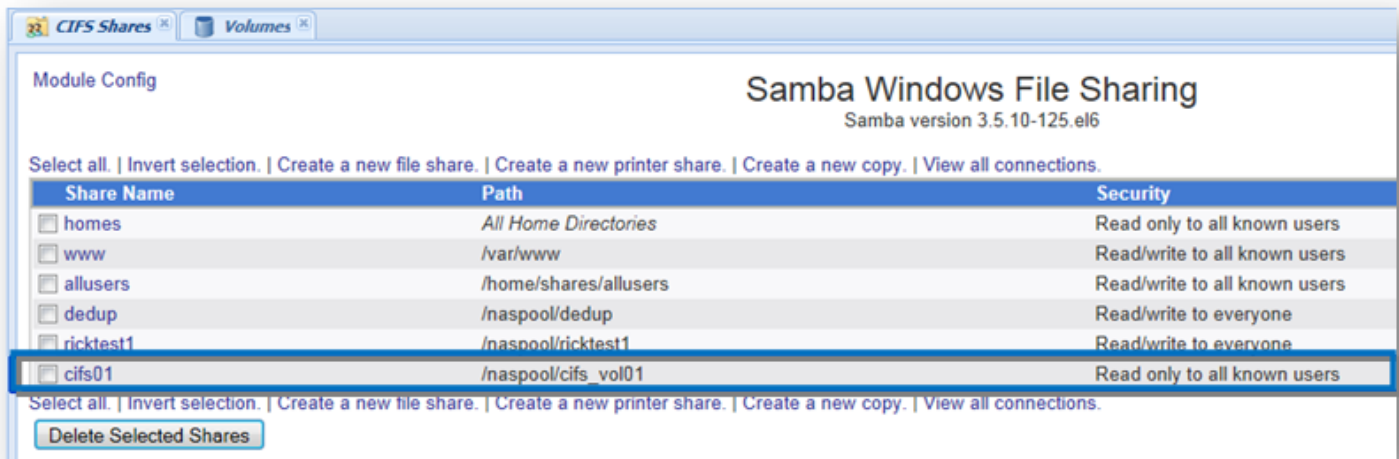 CIFS Shares Volumes
Module Config
Samba Windows File Sharing
Samba version 3.5.10-125.el6
Select all. | Invert selection. | Create a new file share. | Create a new printer share. | Create a new copy. | View all connections.
Share Name Path Security
homes All Home Directories Read only to all known users
www /var/www Read/write to all known users
allusers /home/shares/allusers Read/write to all known users
dedup /naspool/dedup Read/write to everyone
ricktest1 /naspool/ricktest1 Read/write to everyone
cifs01 /naspool/cifs_vol01 Read only to all known users
Select all. | Invert selection. | Create a new file share. | Create a new printer share. | Create a new copy. | View all connections.
Delete Selected Shares